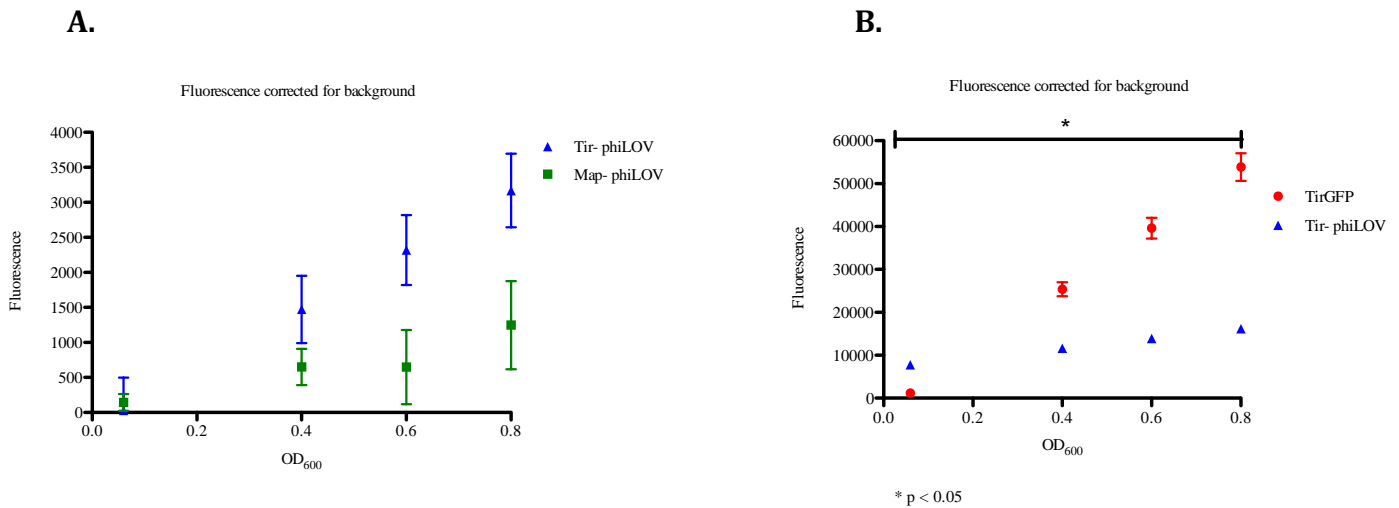 A.
Fluorescence corrected for background
4000
3500
3000
2500
2000
1500
1000
500
0
Fluorescence
0.0 0.2 0.4 0.6 0.8
OD600
Tir- phiLOV
Map- phiLOV
B.
Fluorescence corrected for background
*
60000
50000
40000
30000
20000
10000
0
Fluorescence
0.0 0.2 0.4 0.6 0.8
OD600
TirGFP
Tir- phiLOV
* p < 0.05